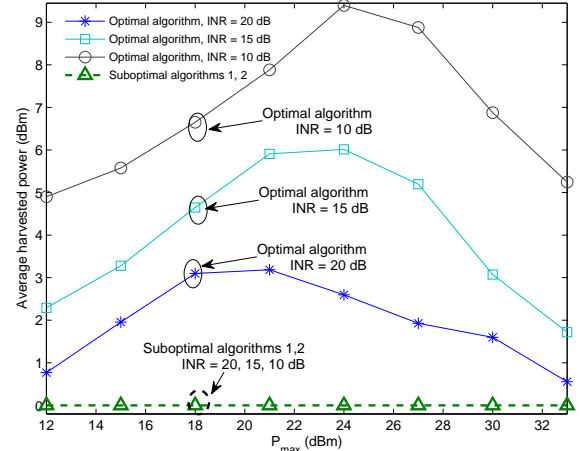 Optimal algorithm, INR = 20 dB
Optimal algorithm, INR = 15 dB
Optimal algorithm, INR = 10 dB
Suboptimal algorithms 1, 2
Optimal algorithm
INR = 10 dB
Optimal algorithm
INR = 15 dB
Optimal algorithm
INR = 20 dB
Suboptimal algorithms 1,2
INR = 20, 15, 10 dB
Average harvested power (dBm)
9
8
7
6
5
4
3
2
1
0
12 14 16 18 20 22 24 26 28 30 32
P_max (dBm)